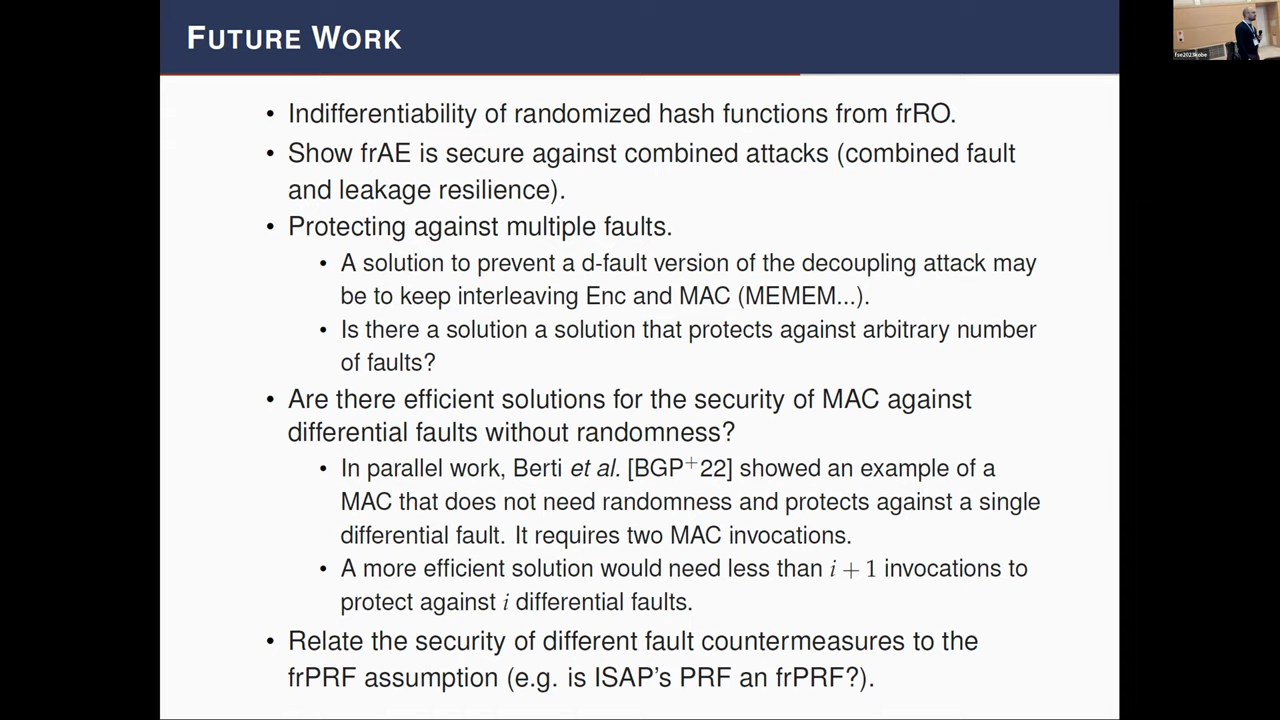 FUTURE WORK
• Indifferentiability of randomized hash functions from frRO.
• Show frAE is secure against combined attacks (combined fault
and leakage resilience).
• Protecting against multiple faults.
• A solution to prevent a d-fault version of the decoupling attack may
be to keep interleaving Enc and MAC (MEMEM...).
• Is there a solution a solution that protects against arbitrary number
of faults?
• Are there efficient solutions for the security of MAC against
differential faults without randomness?
• In parallel work, Berti et al. [BGP+22] showed an example of a
MAC that does not need randomness and protects against a single
differential fault. It requires two MAC invocations.
• A more efficient solution would need less than i + 1 invocations to
protect against i differential faults.
• Relate the security of different fault countermeasures to the
frPRF assumption (e.g. is ISAP's PRF an frPRF?).
fse2023kobe